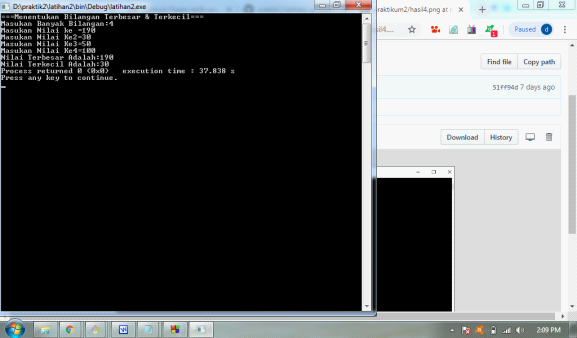 D:\praktik2\latihan2\bin\Debug\latihan2.exe
===Menentukan Bilangan Terbesar & Terkecil===
Masukan Banyak Bilangan:4
Masukan Nilai ke =190
Masukan Nilai Ke2=30
Masukan Nilai Ke3=50
Masukan Nilai Ke4=100
Nilai Terbesar Adalah:190
Nilai Terkecil Adalah:30
Process returned 0 (0x0)   execution time : 37.838 s
Press any key to continue.
raktikum2/hasil4.png at
sil4....
Paused
d
Find file
Copy path
51ff94d 7 days ago
Download
History
2:09 PM